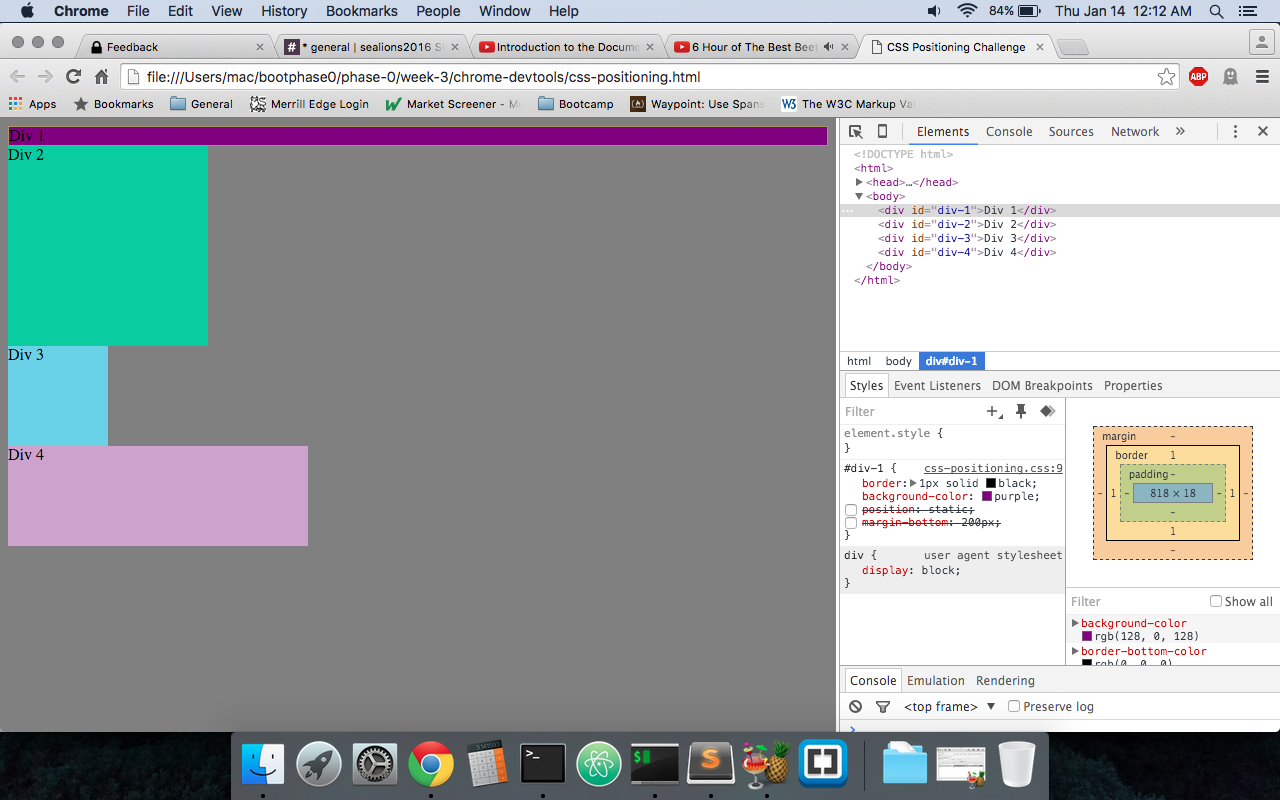 Chrome File Edit View History Bookmarks People Window Help 84% Thu Jan 14 12:12 AM
Feedback # * general | sealions2016 S Introduction to the Docume 6 Hour of The Best Beet CSS Positioning Challenge
file:///Users/mac/bootphase0/phase-0/week-3/chrome-devtools/css-positioning.html ABP
Apps Bookmarks General Merrill Edge Login Market Screener - M Bootcamp Waypoint: Use Spans W3 The W3C Markup Val
Div 1
Div 2
Div 3
Div 4
Elements Console Sources Network »
<!DOCTYPE html>
<html>
<head>…</head>
<body>
<div id="div-1">Div 1</div>
<div id="div-2">Div 2</div>
<div id="div-3">Div 3</div>
<div id="div-4">Div 4</div>
</body>
</html>
html body div#div-1
Styles Event Listeners DOM Breakpoints Properties
Filter
element.style {
}
#div-1 { css-positioning.css:9
border: 1px solid black;
background-color: purple;
position: static;
margin-bottom: 200px;
}
div { user agent stylesheet
display: block;
}
margin -
border 1
padding -
- 1 - 818 × 18 - 1 -
-
1
-
Filter Show all
background-color
rgb(128, 0, 128)
border-bottom-color
rgb(0, 0, 0)
Console Emulation Rendering
<top frame> ▼ Preserve log
>